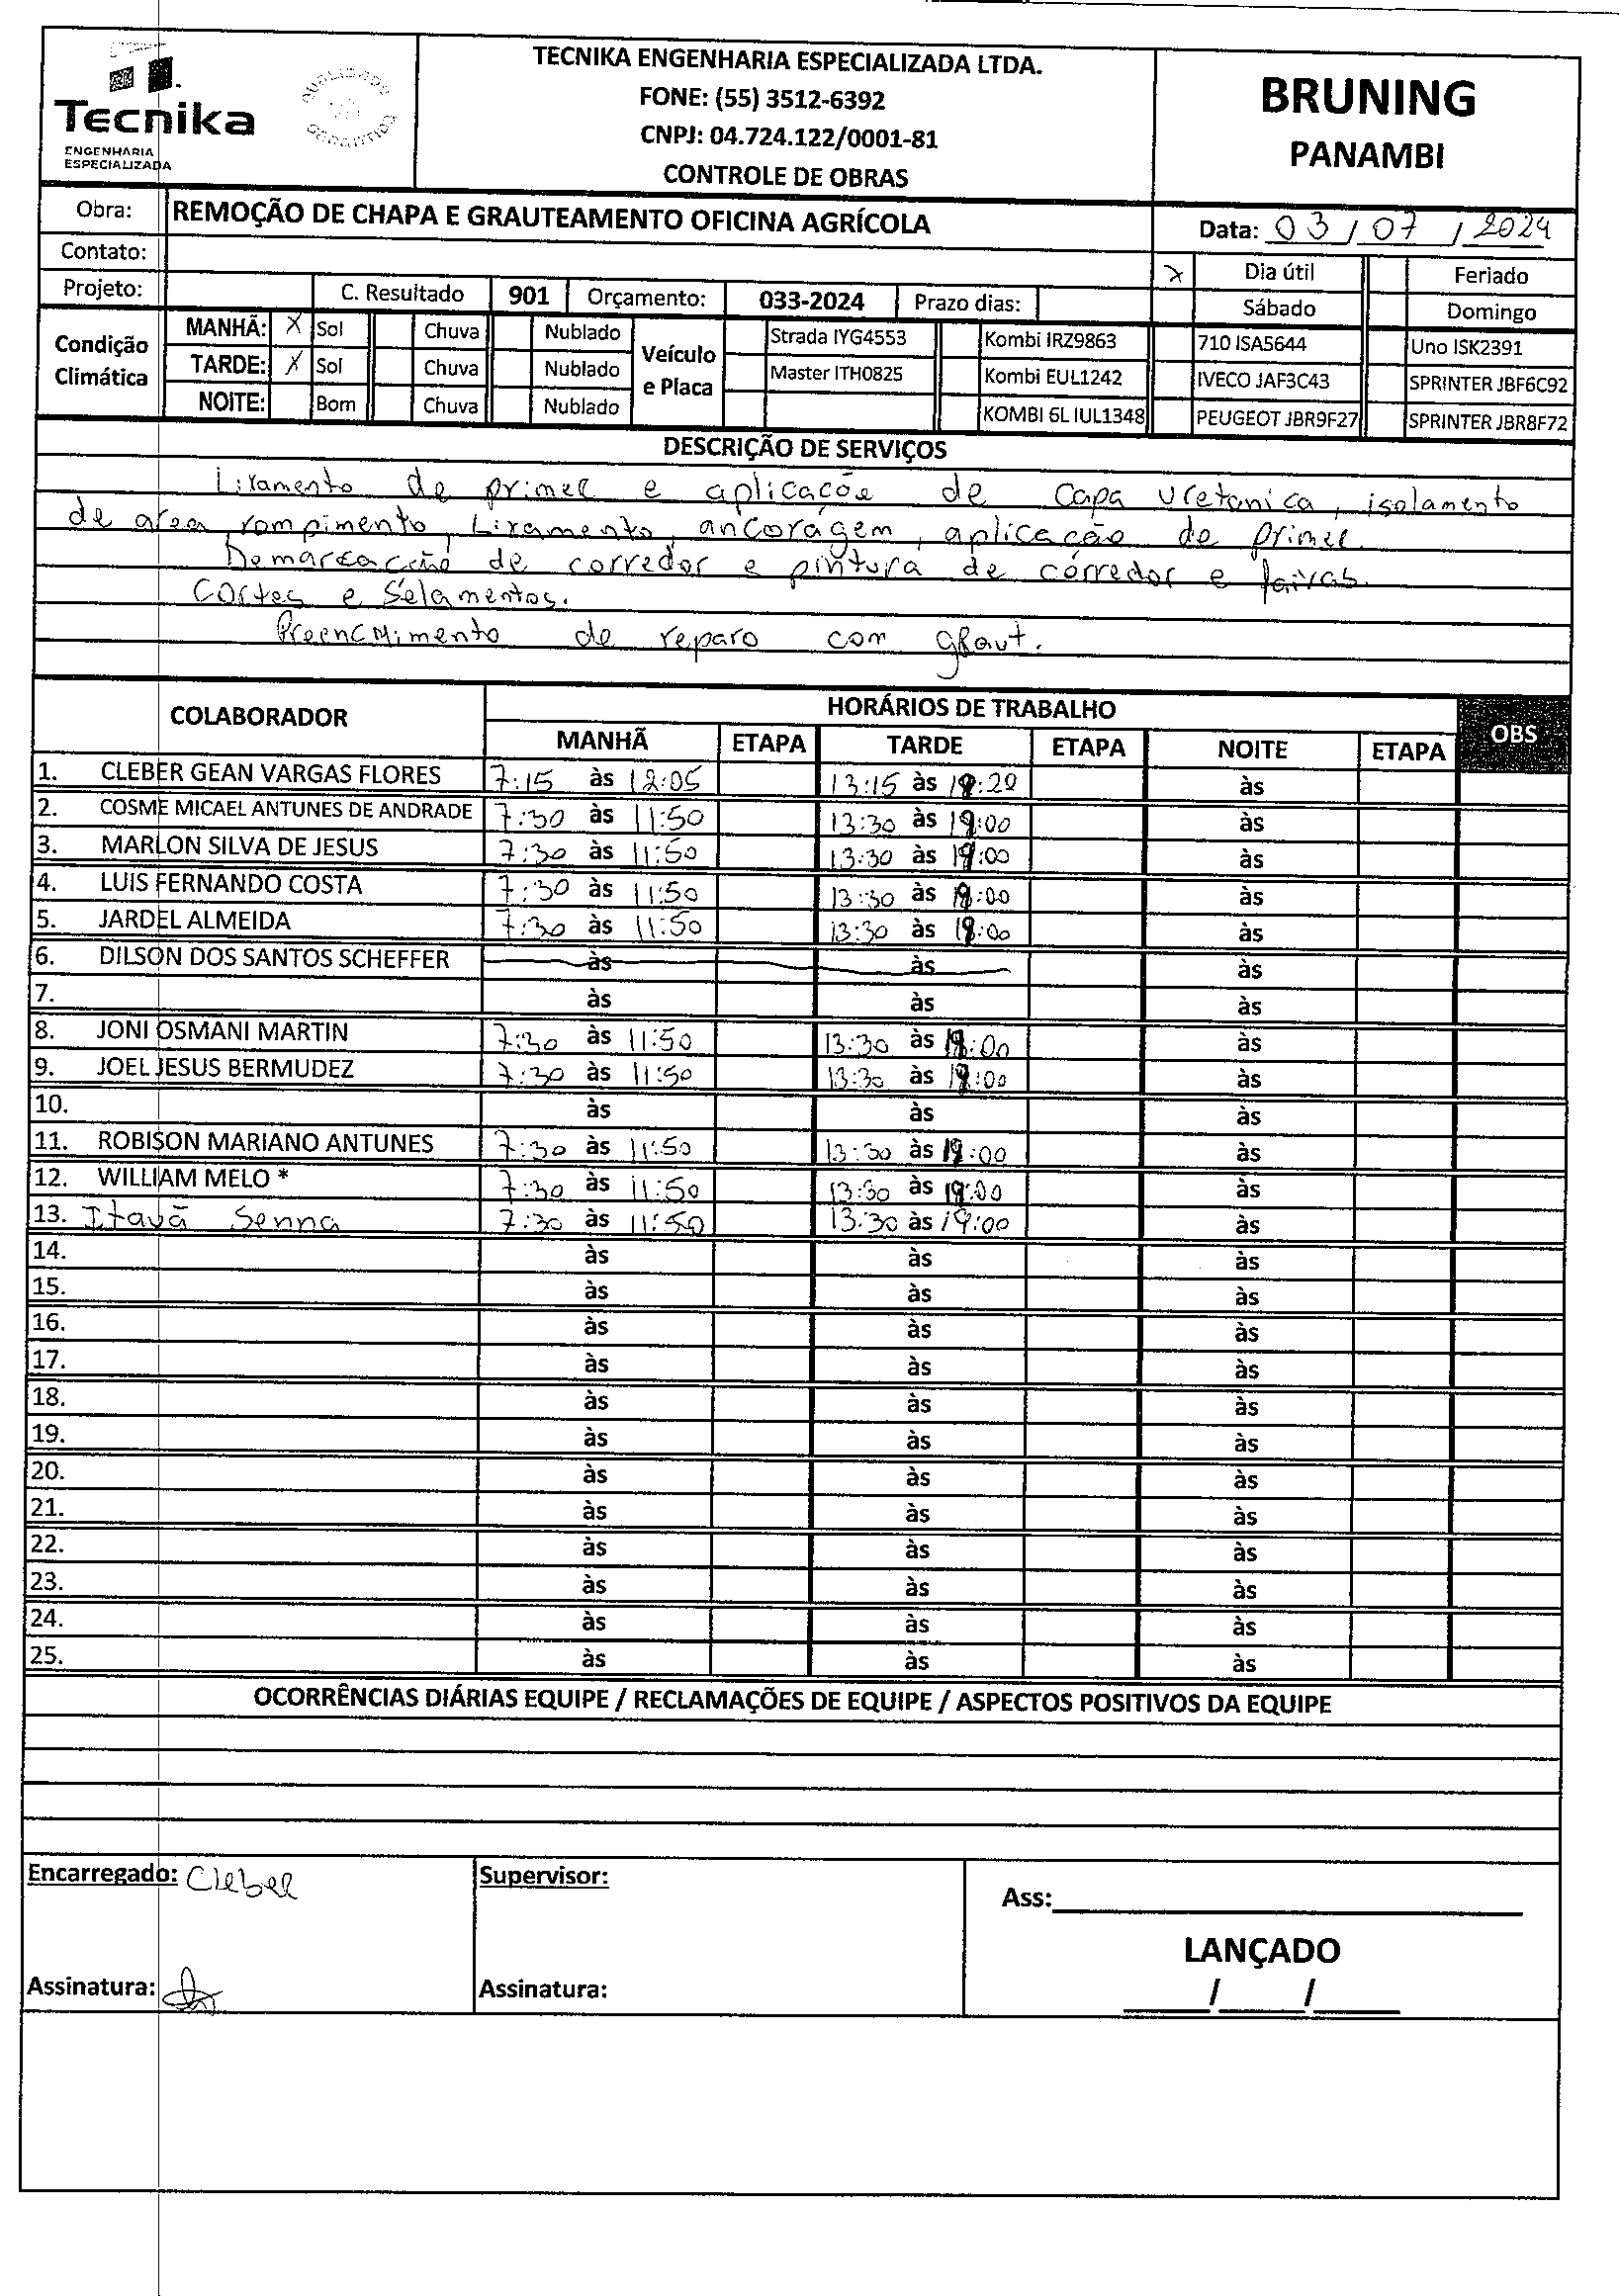 Tecnika
ENGENHARIA
ESPECIALIZADA
TECNIKA ENGENHARIA ESPECIALIZADA LTDA.
FONE: (55) 3512-6392
CNPJ: 04.724.122/0001-81
CONTROLE DE OBRAS
BRUNING
PANAMBI
Obra: REMOÇÃO DE CHAPA E GRAUTEAMENTO OFICINA AGRÍCOLA
Data: 03 / 07 / 2024
Contato:
X Dia útil Feriado
Projeto: C. Resultado 901 Orçamento: 033-2024 Prazo dias:
Sábado Domingo
Condição Climática
MANHÃ: X Sol Chuva Nublado
TARDE: X Sol Chuva Nublado
NOITE: Bom Chuva Nublado
Veículo e Placa
Strada IYG4553 Kombi IRZ9863 710 ISA5644 Uno ISK2391
Master ITH0825 Kombi EUL1242 IVECO JAF3C43 SPRINTER JBF6C92
KOMBI 6L IUL1348 PEUGEOT JBR9F27 SPRINTER JBR8F72
DESCRIÇÃO DE SERVIÇOS
Lixamento de primer e aplicação de capa uretanica, isolamento
de area rompimento, Lixamento, ancoragem, aplicação de primer.
Demarcacção de corredor e pintura de corredor e faixas.
Cortes e Selamentos.
Preenchimento de reparo com graut.
COLABORADOR HORÁRIOS DE TRABALHO OBS
MANHÃ ETAPA TARDE ETAPA NOITE ETAPA
1. CLEBER GEAN VARGAS FLORES 7:15 às 12:05 13:15 às :20 às
2. COSME MICAEL ANTUNES DE ANDRADE 7:30 às 11:50 13:30 às 19:00 às
3. MARLON SILVA DE JESUS 7:30 às 11:50 13:30 às 19:00 às
4. LUIS FERNANDO COSTA 7:30 às 11:50 13:30 às 19:00 às
5. JARDEL ALMEIDA 7:30 às 11:50 13:30 às 19:00 às
6. DILSON DOS SANTOS SCHEFFER às às às
7. às às às
8. JONI OSMANI MARTIN 7:30 às 11:50 13:30 às 19:00 às
9. JOEL JESUS BERMUDEZ 7:30 às 11:50 13:30 às 19:00 às
10. às às às
11. ROBISON MARIANO ANTUNES 7:30 às 11:50 13:30 às 19:00 às
12. WILLIAM MELO * 7:30 às 11:50 13:30 às 19:00 às
13. Itavã Senna 7:30 às 11:50 13:30 às 19:00 às
14. às às às
15. às às às
16. às às às
17. às às às
18. às às às
19. às às às
20. às às às
21. às às às
22. às às às
23. às às às
24. às às às
25. às às às
OCORRÊNCIAS DIÁRIAS EQUIPE / RECLAMAÇÕES DE EQUIPE / ASPECTOS POSITIVOS DA EQUIPE
Encarregado: Cleber
Supervisor:
Ass:
LANÇADO
Assinatura:
Assinatura:
/ /